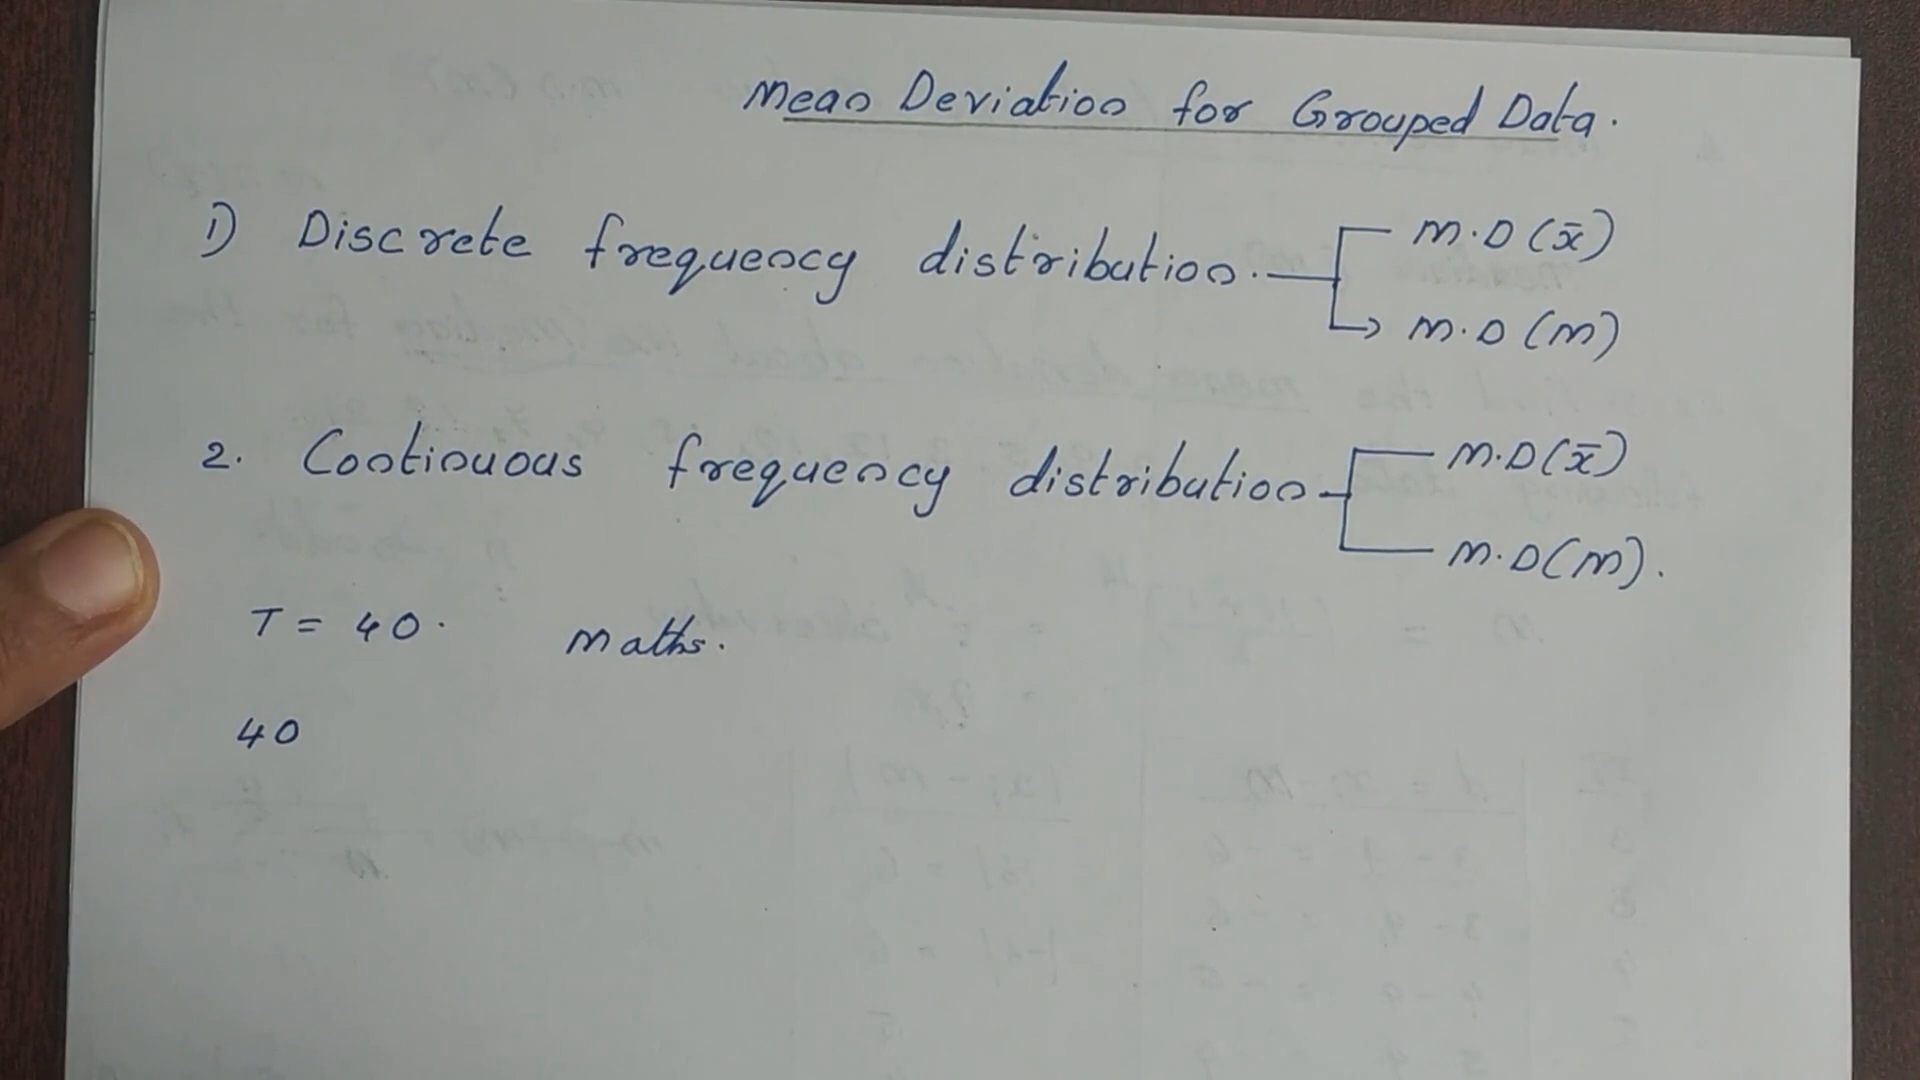 Mean Deviation for Grouped Data.
1) Discrete frequency distribution. M.D (x̄)
M.D (M)
2. Continuous frequency distribution M.D(x̄)
M.D(M).
T = 40. Maths.
40